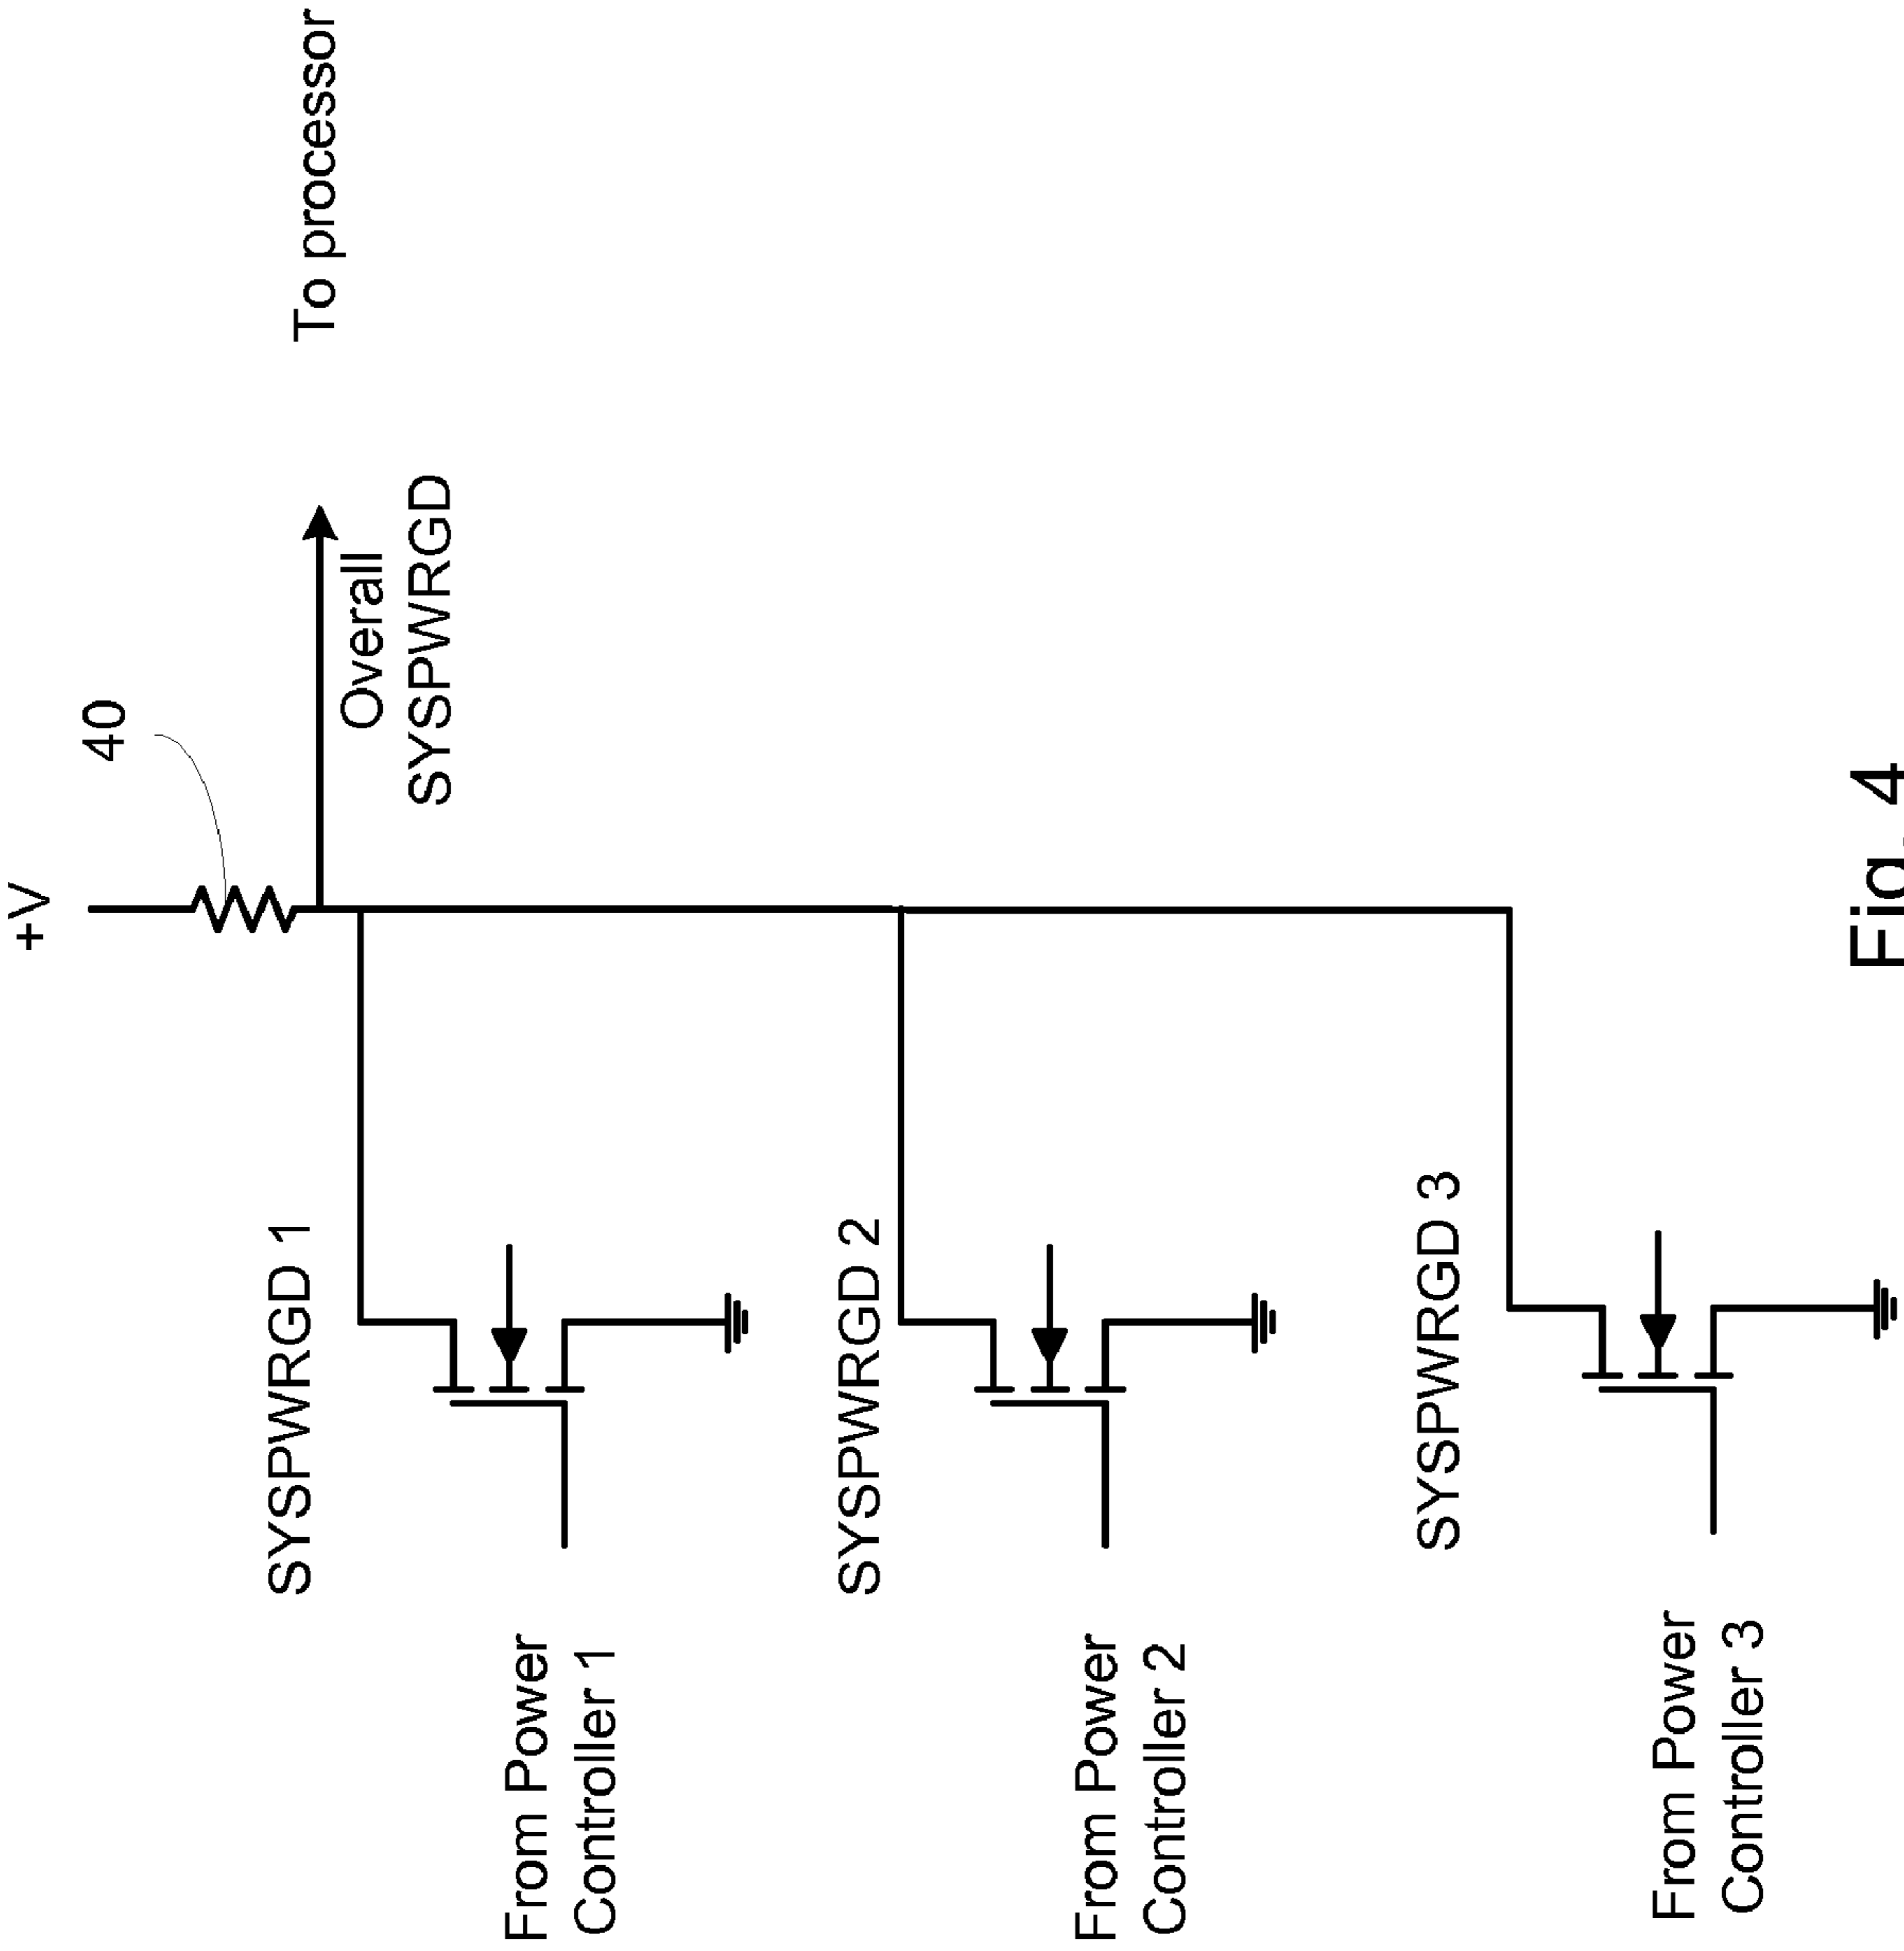 +V
40
To processor
Overall
SYSPWRGD
SYSPWRGD 1
From Power
Controller 1
SYSPWRGD 2
From Power
Controller 2
SYSPWRGD 3
From Power
Controller 3
Fig. 4